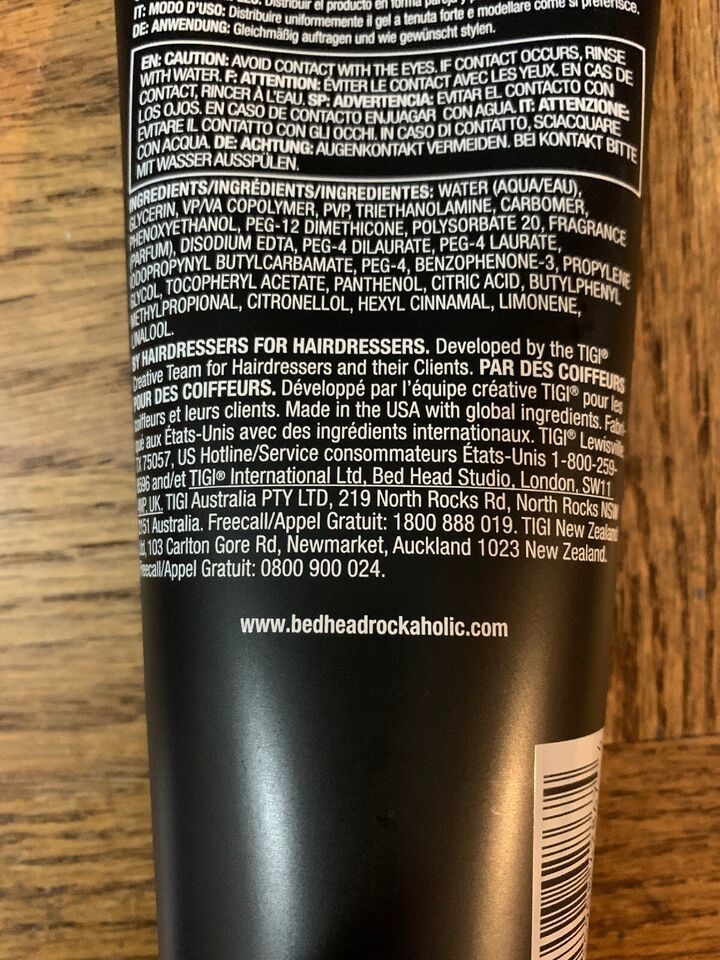 Distribuir el producto en forma pareja y
IT: MODO D'USO: Distribuire uniformemente il gel a tenuta forte e modellare come si preferisce.
DE: ANWENDUNG: Gleichmäßig auftragen und wie gewünscht stylen.
EN: CAUTION: AVOID CONTACT WITH THE EYES. IF CONTACT OCCURS, RINSE
WITH WATER. F: ATTENTION: ÉVITER LE CONTACT AVEC LES YEUX. EN CAS DE
CONTACT, RINCER À L'EAU. SP: ADVERTENCIA: EVITAR EL CONTACTO CON
LOS OJOS. EN CASO DE CONTACTO ENJUAGAR CON AGUA. IT: ATTENZIONE:
EVITARE IL CONTATTO CON GLI OCCHI. IN CASO DI CONTATTO, SCIACQUARE
CON ACQUA. DE: ACHTUNG: AUGENKONTAKT VERMEIDEN. BEI KONTAKT BITTE
MIT WASSER AUSSPÜLEN.
INGREDIENTS/INGRÉDIENTS/INGREDIENTES: WATER (AQUA/EAU),
GLYCERIN, VP/VA COPOLYMER, PVP, TRIETHANOLAMINE, CARBOMER,
PHENOXYETHANOL, PEG-12 DIMETHICONE, POLYSORBATE 20, FRAGRANCE
(PARFUM), DISODIUM EDTA, PEG-4 DILAURATE, PEG-4 LAURATE,
IODOPROPYNYL BUTYLCARBAMATE, PEG-4, BENZOPHENONE-3, PROPYLENE
GLYCOL, TOCOPHERYL ACETATE, PANTHENOL, CITRIC ACID, BUTYLPHENYL
METHYLPROPIONAL, CITRONELLOL, HEXYL CINNAMAL, LIMONENE,
LINALOOL.
BY HAIRDRESSERS FOR HAIRDRESSERS. Developed by the TIGI®
Creative Team for Hairdressers and their Clients. PAR DES COIFFEURS
POUR DES COIFFEURS. Développé par l'équipe créative TIGI® pour les
coiffeurs et leurs clients. Made in the USA with global ingredients. Fabri-
qué aux États-Unis avec des ingrédients internationaux. TIGI® Lewisville
TX 75057, US Hotline/Service consommateurs États-Unis 1-800-259-
8596 and/et TIGI® International Ltd, Bed Head Studio, London, SW11
UK. TIGI Australia PTY LTD, 219 North Rocks Rd, North Rocks NSW
2151 Australia. Freecall/Appel Gratuit: 1800 888 019. TIGI New Zealand
Ltd, 103 Carlton Gore Rd, Newmarket, Auckland 1023 New Zealand.
Freecall/Appel Gratuit: 0800 900 024.
www.bedheadrockaholic.com